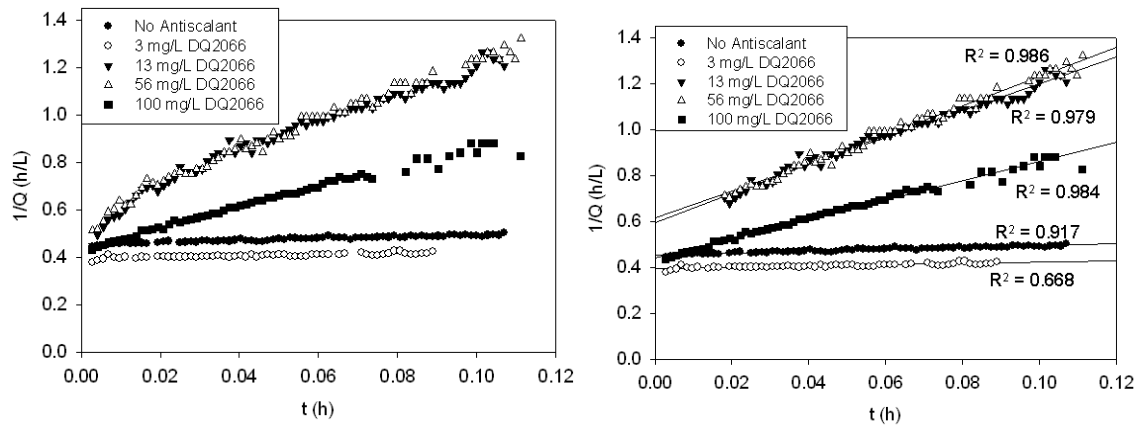 No Antiscalant
3 mg/L DQ2066
13 mg/L DQ2066
56 mg/L DQ2066
100 mg/L DQ2066
1.4
1.2
1.0
0.8
0.6
0.4
0.2
0.0
1/Q (h/L)
0.00 0.02 0.04 0.06 0.08 0.10 0.12
t (h)
No Antiscalant
3 mg/L DQ2066
13 mg/L DQ2066
56 mg/L DQ2066
100 mg/L DQ2066
R² = 0.986
R² = 0.979
R² = 0.984
R² = 0.917
R² = 0.668
1.4
1.2
1.0
0.8
0.6
0.4
0.2
0.0
1/Q (h/L)
0.00 0.02 0.04 0.06 0.08 0.10 0.12
t (h)